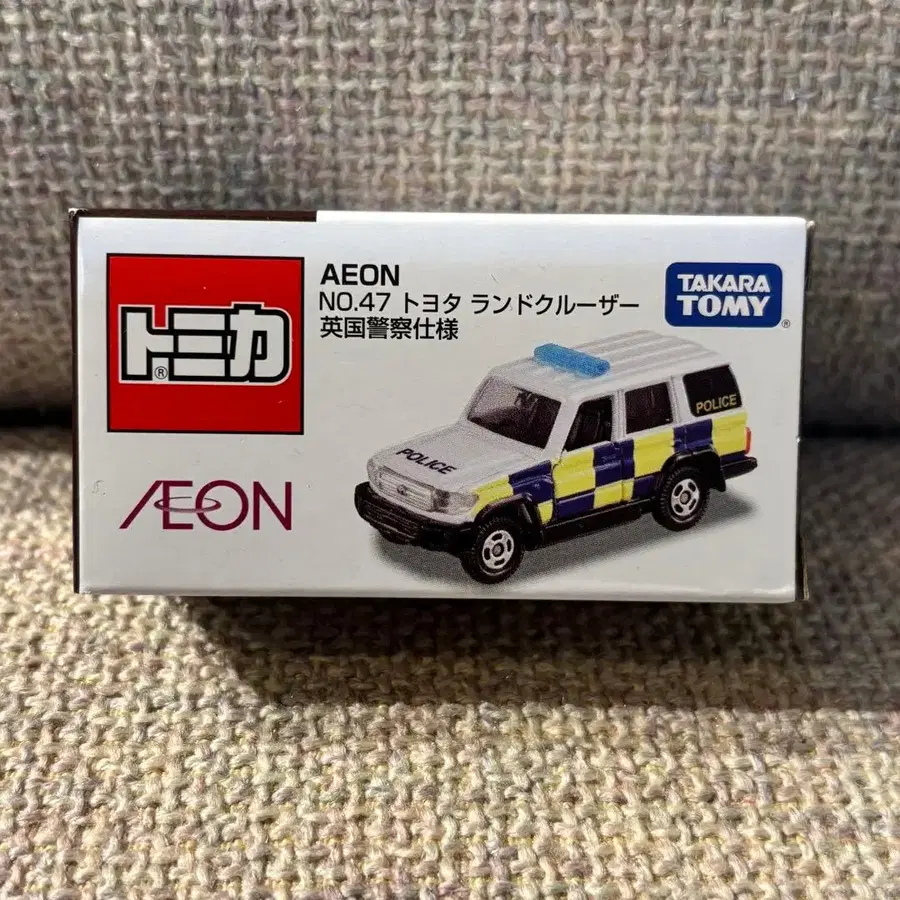 トミカ
®
AEON
AEON
NO.47 トヨタ ランドクルーザー
英国警察仕様
TAKARA
TOMY
®
POLICE
POLICE